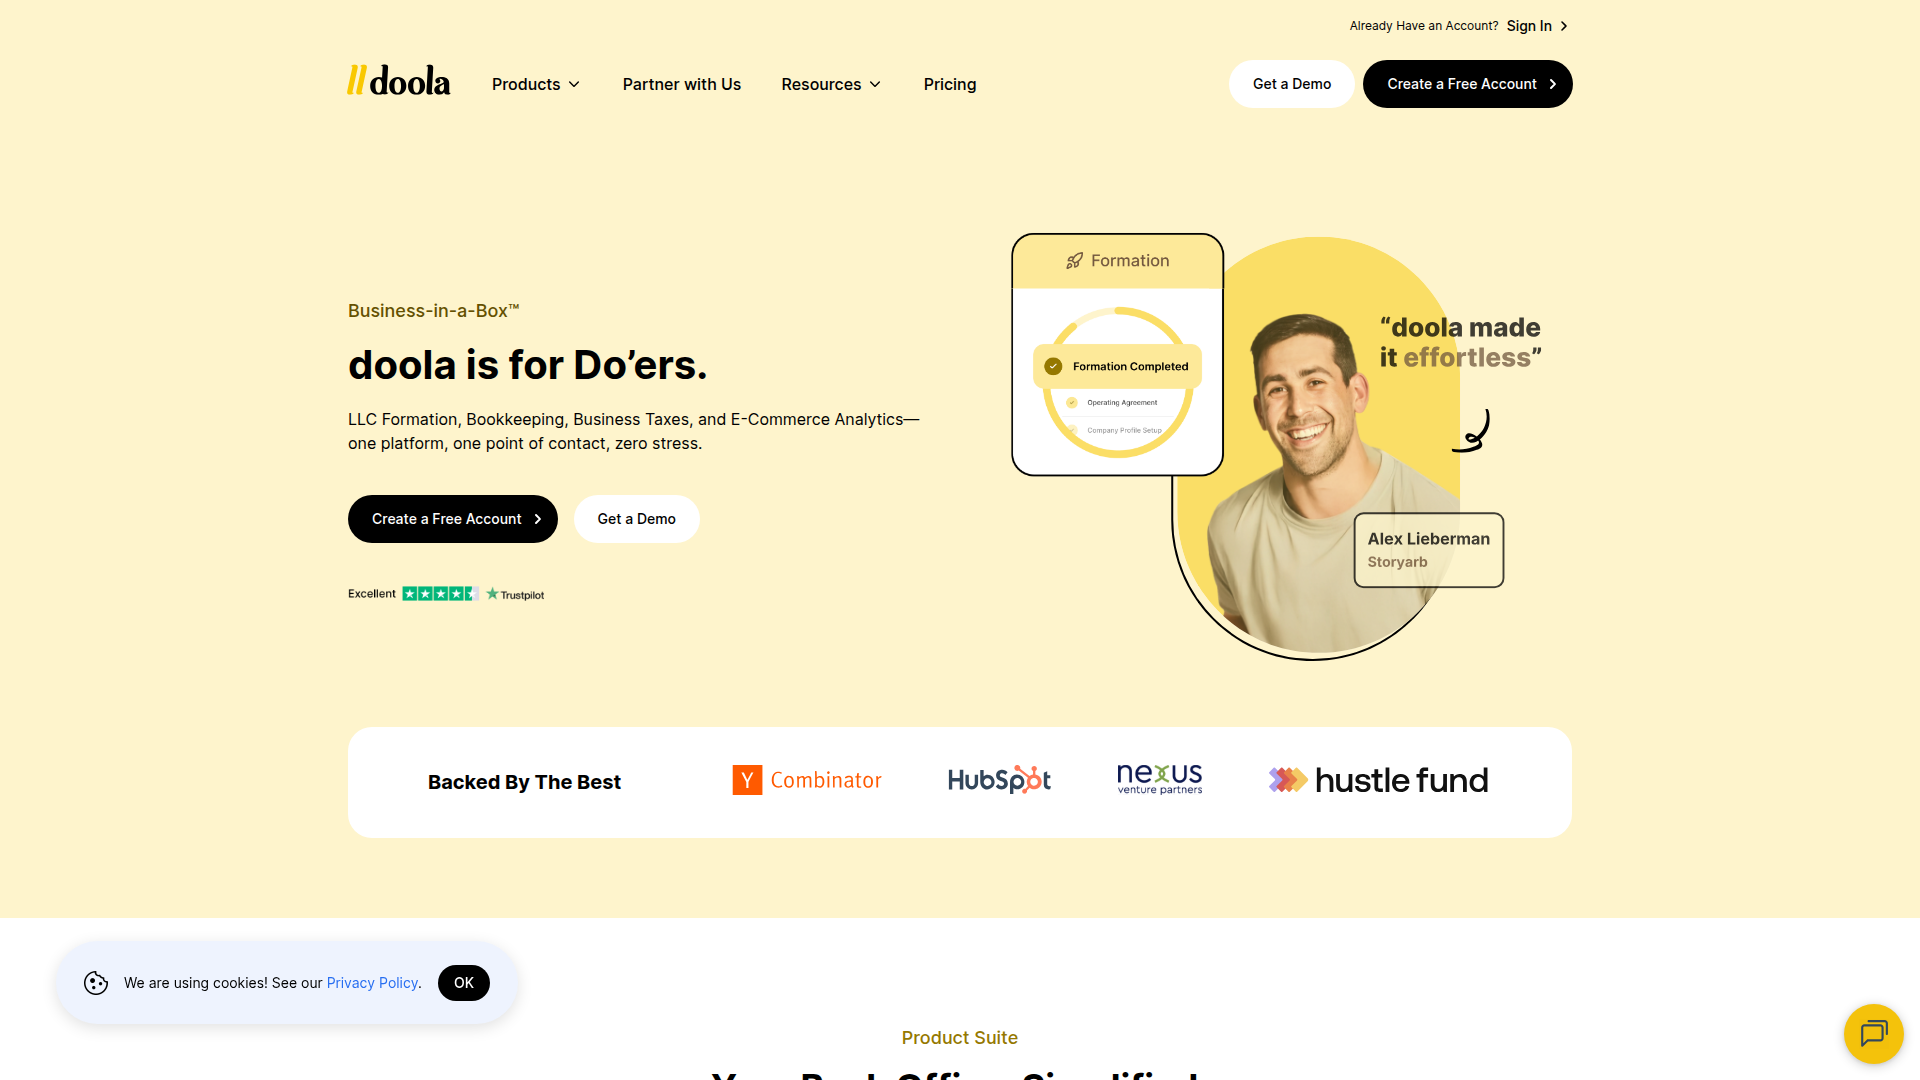 Already Have an Account? Sign In
doola
Products
Partner with Us
Resources
Pricing
Get a Demo
Create a Free Account
Business-in-a-Box™
doola is for Do’ers.
LLC Formation, Bookkeeping, Business Taxes, and E-Commerce Analytics—
one platform, one point of contact, zero stress.
Create a Free Account
Get a Demo
Excellent
Trustpilot
Formation
Formation Completed
Operating Agreement
Company Profile Setup
“doola made
it effortless”
Alex Lieberman
Storyarb
Backed By The Best
Y Combinator
HubSpot
nexus
venture partners
hustle fund
We are using cookies! See our Privacy Policy.
OK
Product Suite